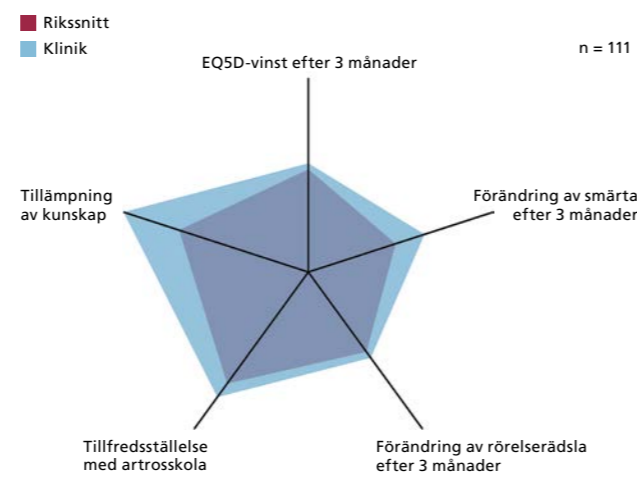 Rikssnitt
Klinik
n = 111
EQ5D-vinst efter 3 månader
Tillämpning
av kunskap
Förändring av smärta
efter 3 månader
Tillfredsställelse
med artrosskola
Förändring av rörelserädsla
efter 3 månader